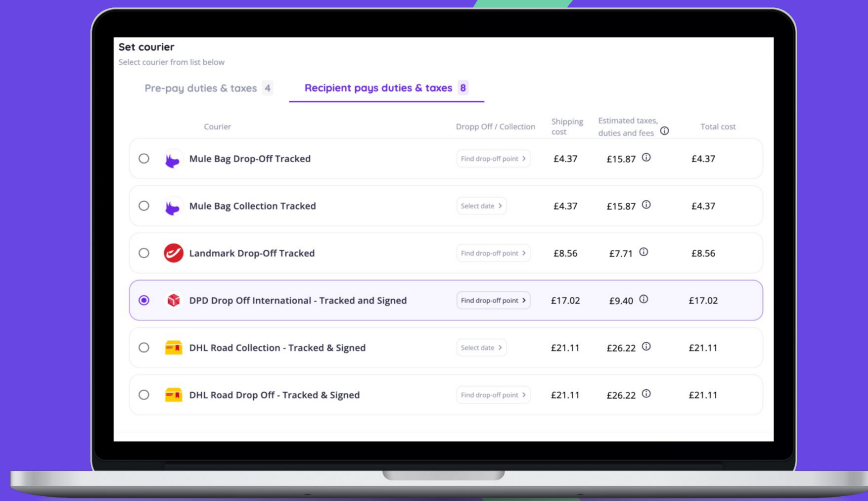 Set courier
Select courier from list below
Pre-pay duties & taxes 4 Recipient pays duties & taxes 8
Courier Dropp Off / Collection Shipping cost Estimated taxes, duties and fees Total cost
Mule Bag Drop-Off Tracked Find drop-off point > £4.37 £15.87 £4.37
Mule Bag Collection Tracked Select date > £4.37 £15.87 £4.37
Landmark Drop-Off Tracked Find drop-off point > £8.56 £7.71 £8.56
DPD Drop Off International - Tracked and Signed Find drop-off point > £17.02 £9.40 £17.02
DHL Road Collection - Tracked & Signed Select date > £21.11 £26.22 £21.11
DHL Road Drop Off - Tracked & Signed Find drop-off point > £21.11 £26.22 £21.11